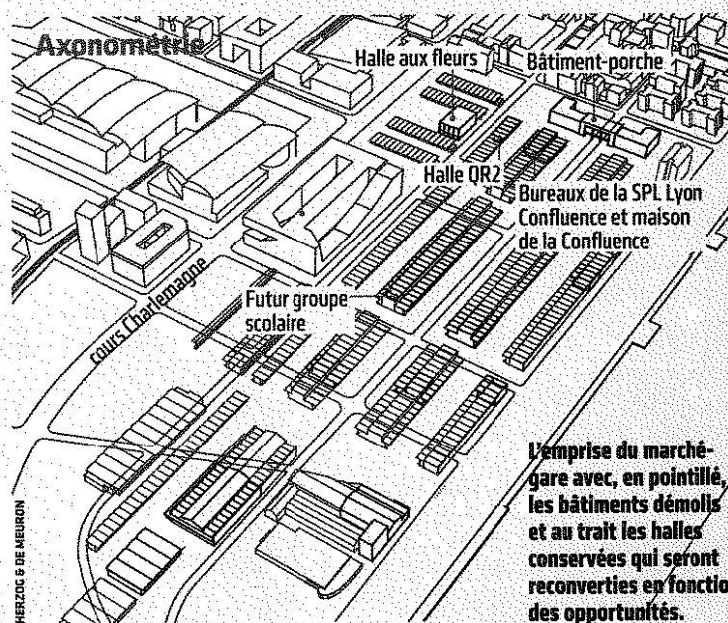 Axonométrie
Halle aux fleurs
Bâtiment-porche
Halle QR2
Bureaux de la SPL Lyon
Confluence et maison
de la Confluence
Futur groupe
scolaire
cours Charlemagne
L'emprise du marché-
gare avec, en pointillé,
les bâtiments démolis
et au trait les halles
conservées qui seront
reconverties en fonctio
des opportunités.
HERZOG & DE MEURON